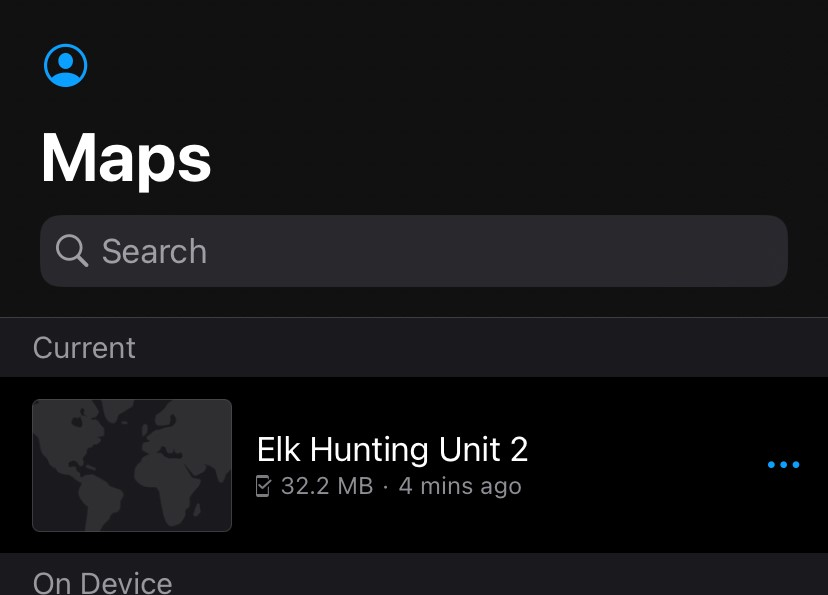 Maps
Search
Current
Elk Hunting Unit 2
32.2 MB · 4 mins ago
On Device